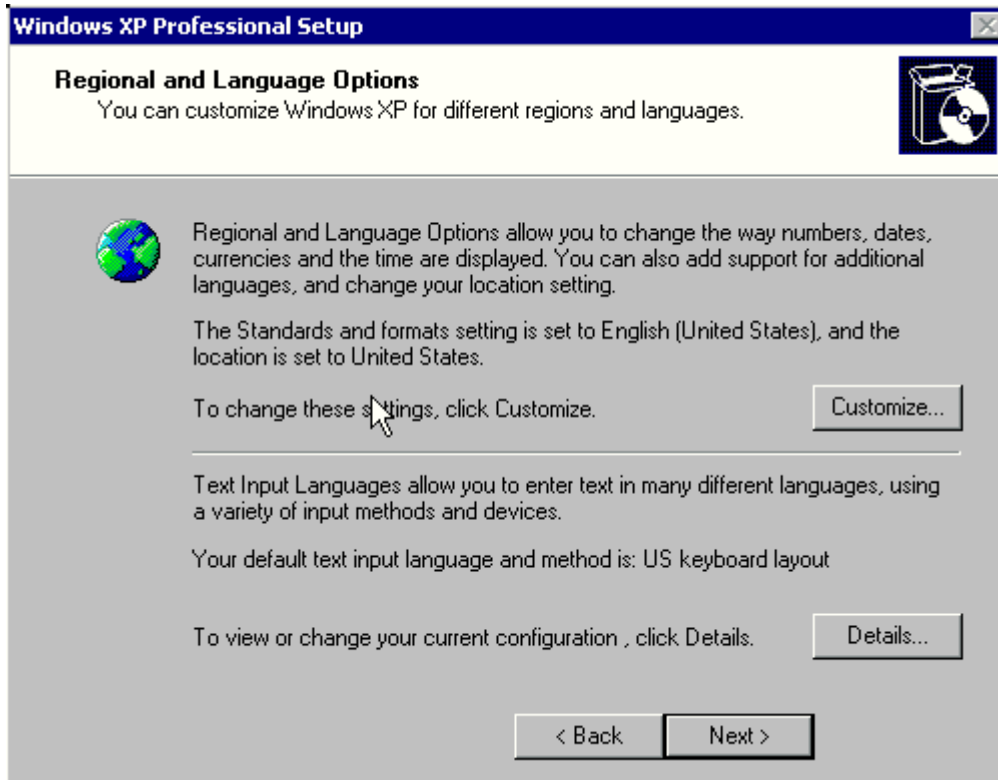 Windows XP Professional Setup
Regional and Language Options
You can customize Windows XP for different regions and languages.
Regional and Language Options allow you to change the way numbers, dates,
currencies and the time are displayed. You can also add support for additional
languages, and change your location setting.
The Standards and formats setting is set to English (United States), and the
location is set to United States.
To change these settings, click Customize.
Customize...
Text Input Languages allow you to enter text in many different languages, using
a variety of input methods and devices.
Your default text input language and method is: US keyboard layout
To view or change your current configuration , click Details.
Details...
< Back
Next >